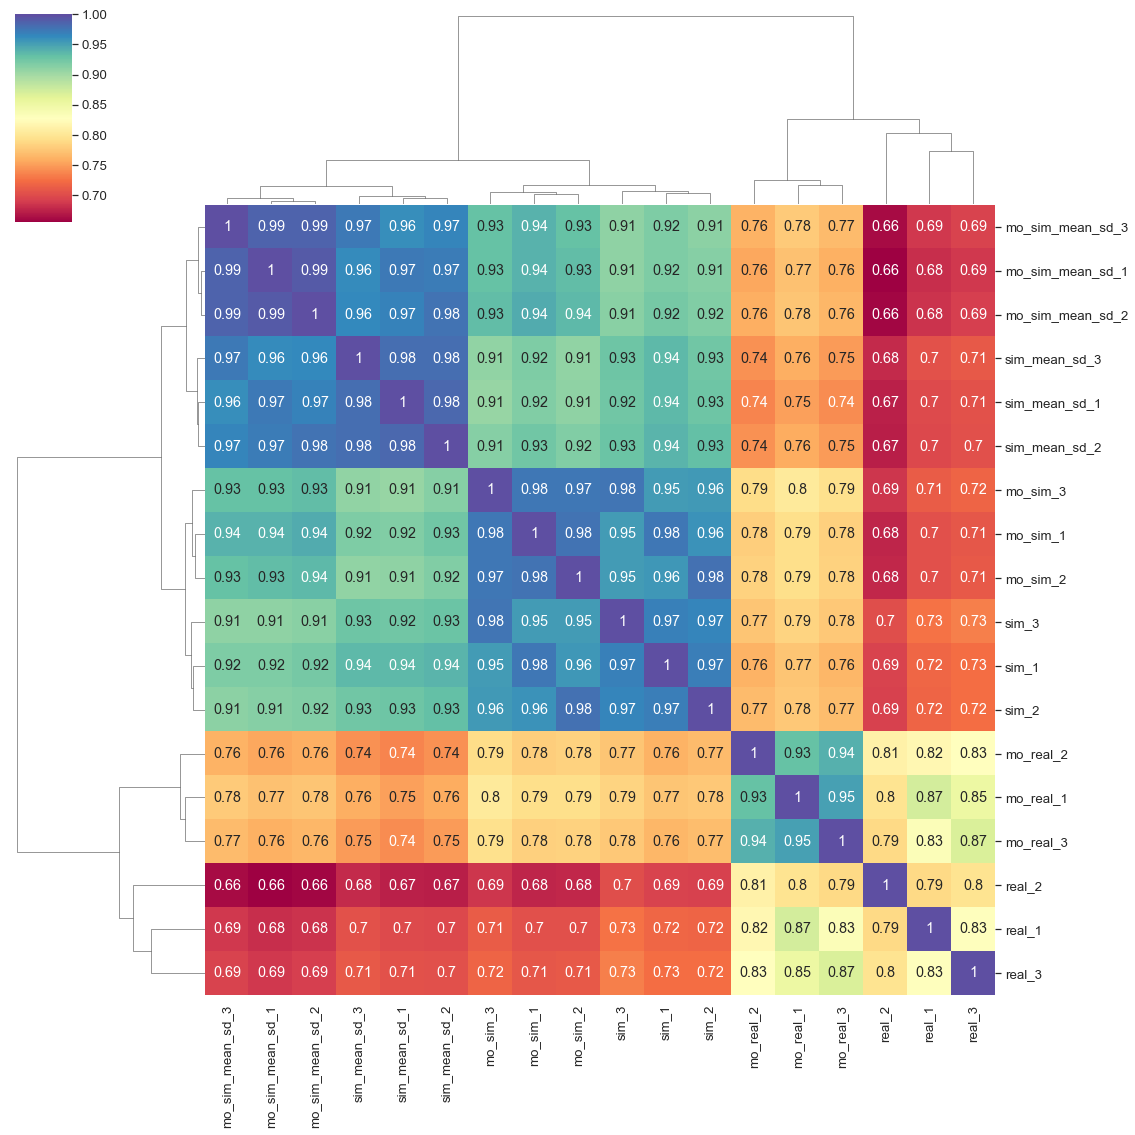 1.00
0.95
0.90
0.85
0.80
0.75
0.70
1 0.99 0.99 0.97 0.96 0.97 0.93 0.94 0.93 0.91 0.92 0.91 0.76 0.78 0.77 0.66 0.69 0.69 mo_sim_mean_sd_3
0.99 1 0.99 0.96 0.97 0.97 0.93 0.94 0.93 0.91 0.92 0.91 0.76 0.77 0.76 0.66 0.68 0.69 mo_sim_mean_sd_1
0.99 0.99 1 0.96 0.97 0.98 0.93 0.94 0.94 0.91 0.92 0.92 0.76 0.78 0.76 0.66 0.68 0.69 mo_sim_mean_sd_2
0.97 0.96 0.96 1 0.98 0.98 0.91 0.92 0.91 0.93 0.94 0.93 0.74 0.76 0.75 0.68 0.7 0.71 sim_mean_sd_3
0.96 0.97 0.97 0.98 1 0.98 0.91 0.92 0.91 0.92 0.94 0.93 0.74 0.75 0.74 0.67 0.7 0.71 sim_mean_sd_1
0.97 0.97 0.98 0.98 0.98 1 0.91 0.93 0.92 0.93 0.94 0.93 0.74 0.76 0.75 0.67 0.7 0.7 sim_mean_sd_2
0.93 0.93 0.93 0.91 0.91 0.91 1 0.98 0.97 0.98 0.95 0.96 0.79 0.8 0.79 0.69 0.71 0.72 mo_sim_3
0.94 0.94 0.94 0.92 0.92 0.93 0.98 1 0.98 0.95 0.98 0.96 0.78 0.79 0.78 0.68 0.7 0.71 mo_sim_1
0.93 0.93 0.94 0.91 0.91 0.92 0.97 0.98 1 0.95 0.96 0.98 0.78 0.79 0.78 0.68 0.7 0.71 mo_sim_2
0.91 0.91 0.91 0.93 0.92 0.93 0.98 0.95 0.95 1 0.97 0.97 0.77 0.79 0.78 0.7 0.73 0.73 sim_3
0.92 0.92 0.92 0.94 0.94 0.94 0.95 0.98 0.96 0.97 1 0.97 0.76 0.77 0.76 0.69 0.72 0.73 sim_1
0.91 0.91 0.92 0.93 0.93 0.93 0.96 0.96 0.98 0.97 0.97 1 0.77 0.78 0.77 0.69 0.72 0.72 sim_2
0.76 0.76 0.76 0.74 0.74 0.74 0.79 0.78 0.78 0.77 0.76 0.77 1 0.93 0.94 0.81 0.82 0.83 mo_real_2
0.78 0.77 0.78 0.76 0.75 0.76 0.8 0.79 0.79 0.79 0.77 0.78 0.93 1 0.95 0.8 0.87 0.85 mo_real_1
0.77 0.76 0.76 0.75 0.74 0.75 0.79 0.78 0.78 0.78 0.76 0.77 0.94 0.95 1 0.79 0.83 0.87 mo_real_3
0.66 0.66 0.66 0.68 0.67 0.67 0.69 0.68 0.68 0.7 0.69 0.69 0.81 0.8 0.79 1 0.79 0.8 real_2
0.69 0.68 0.68 0.7 0.7 0.7 0.71 0.7 0.7 0.73 0.72 0.72 0.82 0.87 0.83 0.79 1 0.83 real_1
0.69 0.69 0.69 0.71 0.71 0.7 0.72 0.71 0.71 0.73 0.73 0.72 0.83 0.85 0.87 0.8 0.83 1 real_3
mo_sim_mean_sd_3
mo_sim_mean_sd_1
mo_sim_mean_sd_2
sim_mean_sd_3
sim_mean_sd_1
sim_mean_sd_2
mo_sim_3
mo_sim_1
mo_sim_2
sim_3
sim_1
sim_2
mo_real_2
mo_real_1
mo_real_3
real_2
real_1
real_3